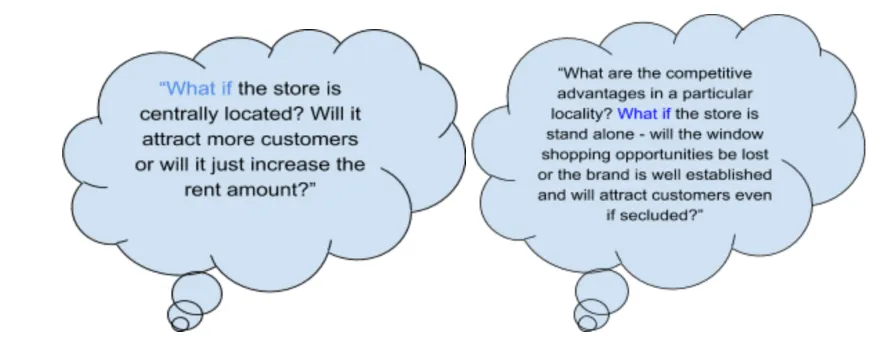 “What if the store is
centrally located? Will it
attract more customers
or will it just increase the
rent amount?”
“What are the competitive
advantages in a particular
locality? What if the store is
stand alone - will the window
shopping opportunities be lost
or the brand is well established
and will attract customers even
if secluded?”